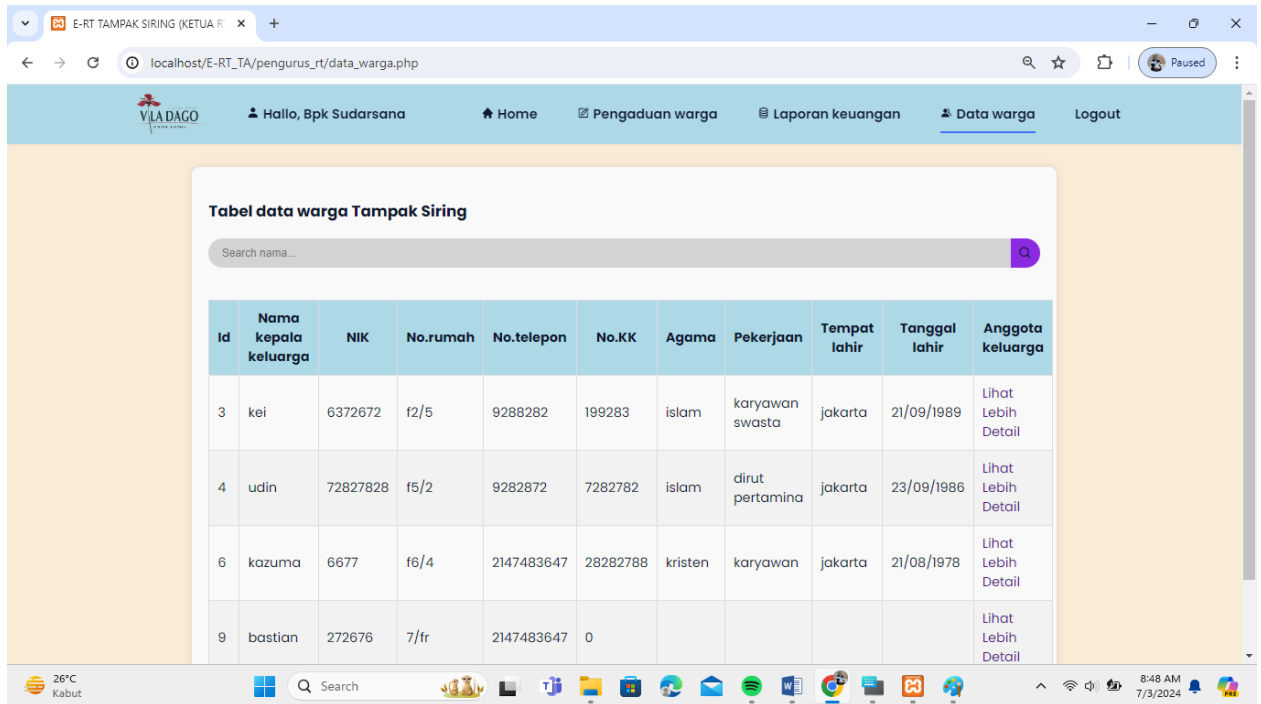 E-RT TAMPAK SIRING (KETUA R
localhost/E-RT_TA/pengurus_rt/data_warga.php
Paused
VILA DAGO
Hallo, Bpk Sudarsana
Home
Pengaduan warga
Laporan keuangan
Data warga
Logout
Tabel data warga Tampak Siring
Search nama...
Id Nama kepala keluarga NIK No.rumah No.telepon No.KK Agama Pekerjaan Tempat lahir Tanggal lahir Anggota keluarga
3 kei 6372672 f2/5 9288282 199283 islam karyawan swasta jakarta 21/09/1989 Lihat Lebih Detail
4 udin 72827828 f5/2 9282872 7282782 islam dirut pertamina jakarta 23/09/1986 Lihat Lebih Detail
6 kazuma 6677 f6/4 2147483647 28282788 kristen karyawan jakarta 21/08/1978 Lihat Lebih Detail
9 bastian 272676 7/fr 2147483647 0 Lihat Lebih Detail
26°C
Kabut
Search
8:48 AM
7/3/2024
PRE